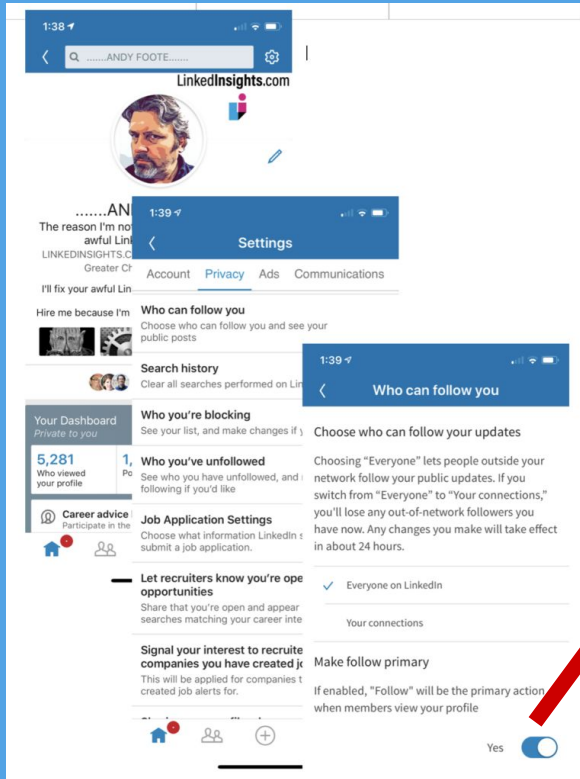 1:38
.......ANDY FOOTE.......
LinkedInsights.com
.......AN
The reason I'm no
awful Lin
LINKEDINSIGHTS.C
Greater Ch
I'll fix your awful Lin
Hire me because I'm
Your Dashboard
Private to you
5,281
Who viewed
your profile
1,
Po
Career advice
Participate in the
1:39
Settings
Account Privacy Ads Communications
Who can follow you
Choose who can follow you and see your
public posts
Search history
Clear all searches performed on Lin
Who you're blocking
See your list, and make changes if y
Who you've unfollowed
See who you have unfollowed, and
following if you'd like
Job Application Settings
Choose what information LinkedIn s
submit a job application.
Let recruiters know you're ope
opportunities
Share that you're open and appear
searches matching your career inte
Signal your interest to recruite
companies you have created jo
This will be applied for companies t
created job alerts for.
1:39
Who can follow you
Choose who can follow your updates
Choosing “Everyone” lets people outside your
network follow your public updates. If you
switch from “Everyone” to “Your connections,”
you'll lose any out-of-network followers you
have now. Any changes you make will take effect
in about 24 hours.
Everyone on LinkedIn
Your connections
Make follow primary
If enabled, "Follow" will be the primary action
when members view your profile
Yes